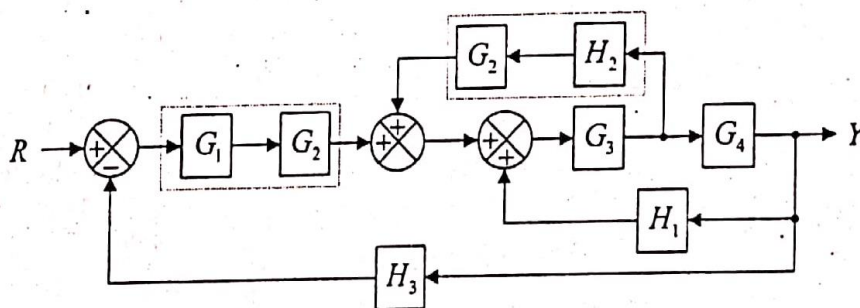 G₂ H₂
R + − G₁ G₂ + + + + G₃ G₄ Y
H₁
H₃